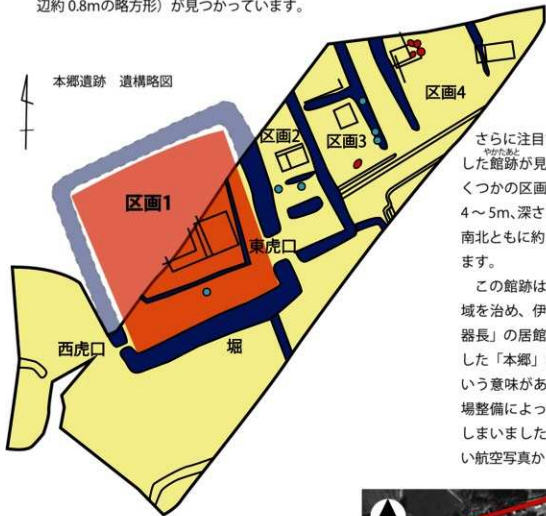 辺約 0.8mの略方形）が見つかっています。
本郷遺跡　遺構略図
区画4
区画2
区画3
区画1
東虎口
西虎口
堀
さらに注目
やかたあと
した館跡が見
くつかの区画
4～5m、深さ
南北ともに約
ます。
この館跡は
域を治め、伊
器長」の居館
した「本郷」
いう意味があ
場整備によっ
しまいました
い航空写真か